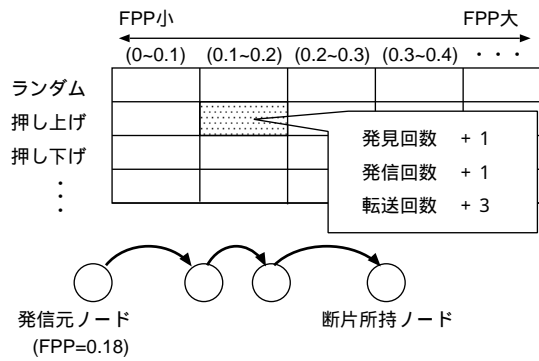 FPP小 FPP大
(0~0.1) (0.1~0.2) (0.2~0.3) (0.3~0.4) ・・・
ランダム
押し上げ
押し下げ
・・・
発見回数 + 1
発信回数 + 1
転送回数 + 3
発信元ノード 断片所持ノード
(FPP=0.18)